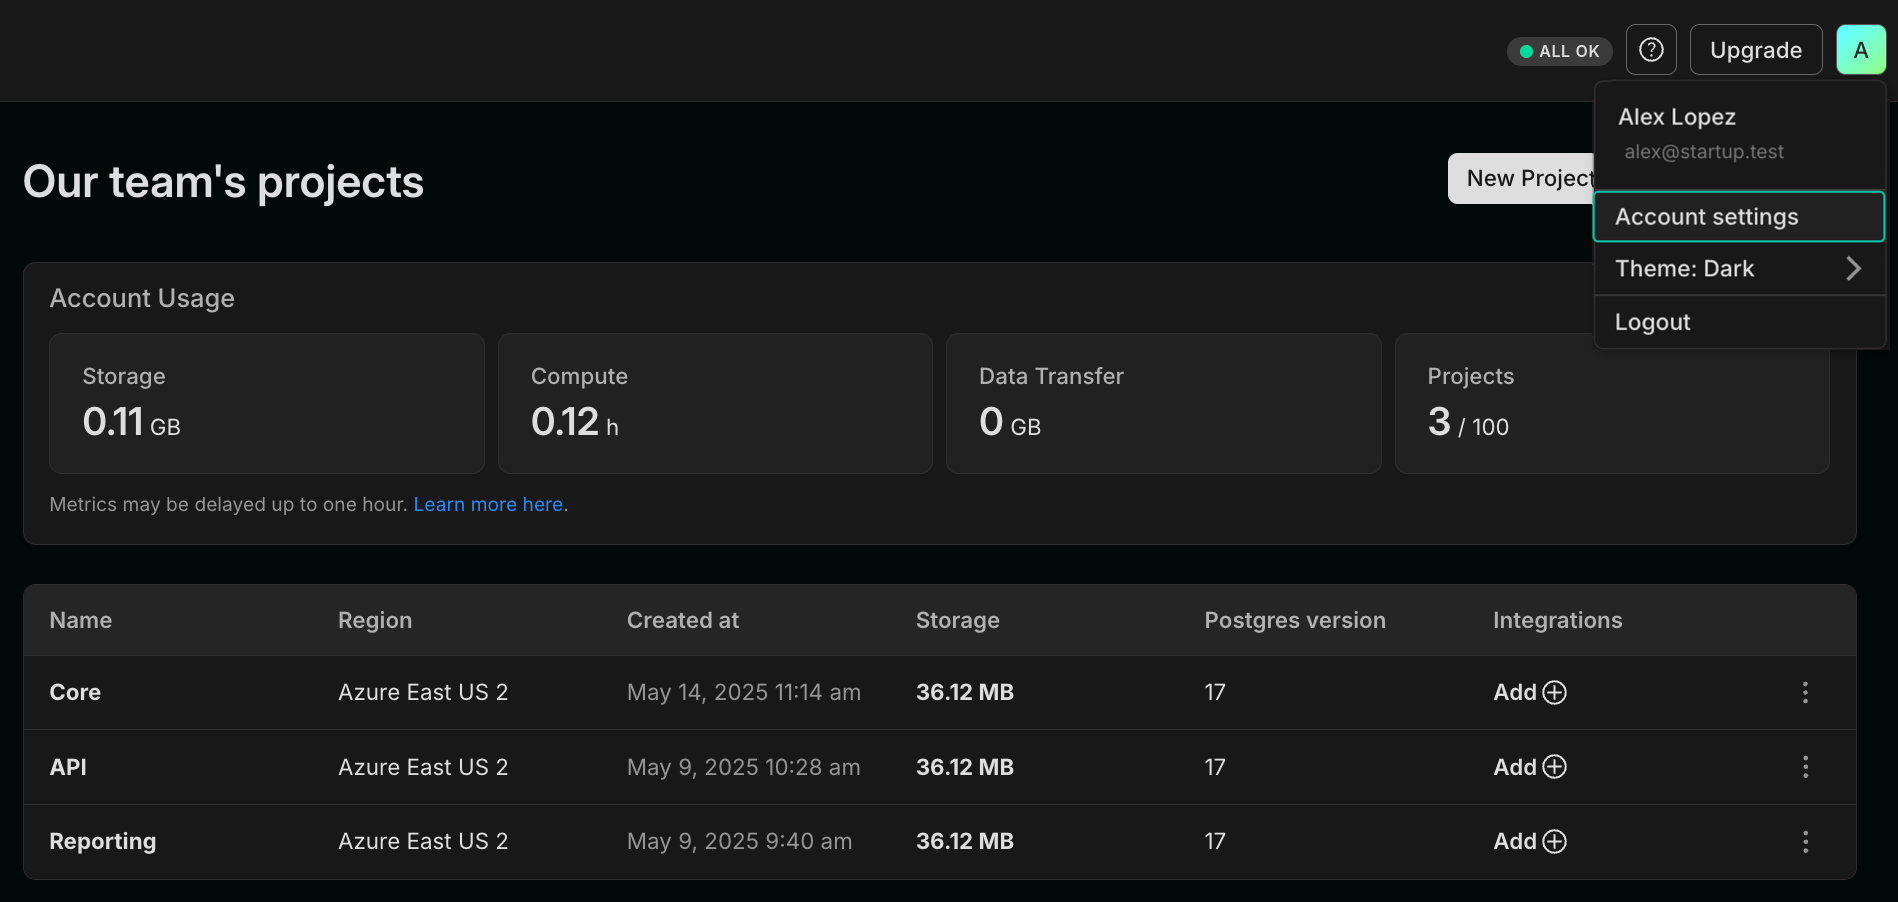 ALL OK
Upgrade
A
Alex Lopez
alex@startup.test
Account settings
Theme: Dark
Logout
Our team's projects
New Project
Account Usage
Storage
0.11 GB
Compute
0.12 h
Data Transfer
0 GB
Projects
3 / 100
Metrics may be delayed up to one hour. Learn more here.
Name Region Created at Storage Postgres version Integrations
Core Azure East US 2 May 14, 2025 11:14 am 36.12 MB 17 Add
API Azure East US 2 May 9, 2025 10:28 am 36.12 MB 17 Add
Reporting Azure East US 2 May 9, 2025 9:40 am 36.12 MB 17 Add